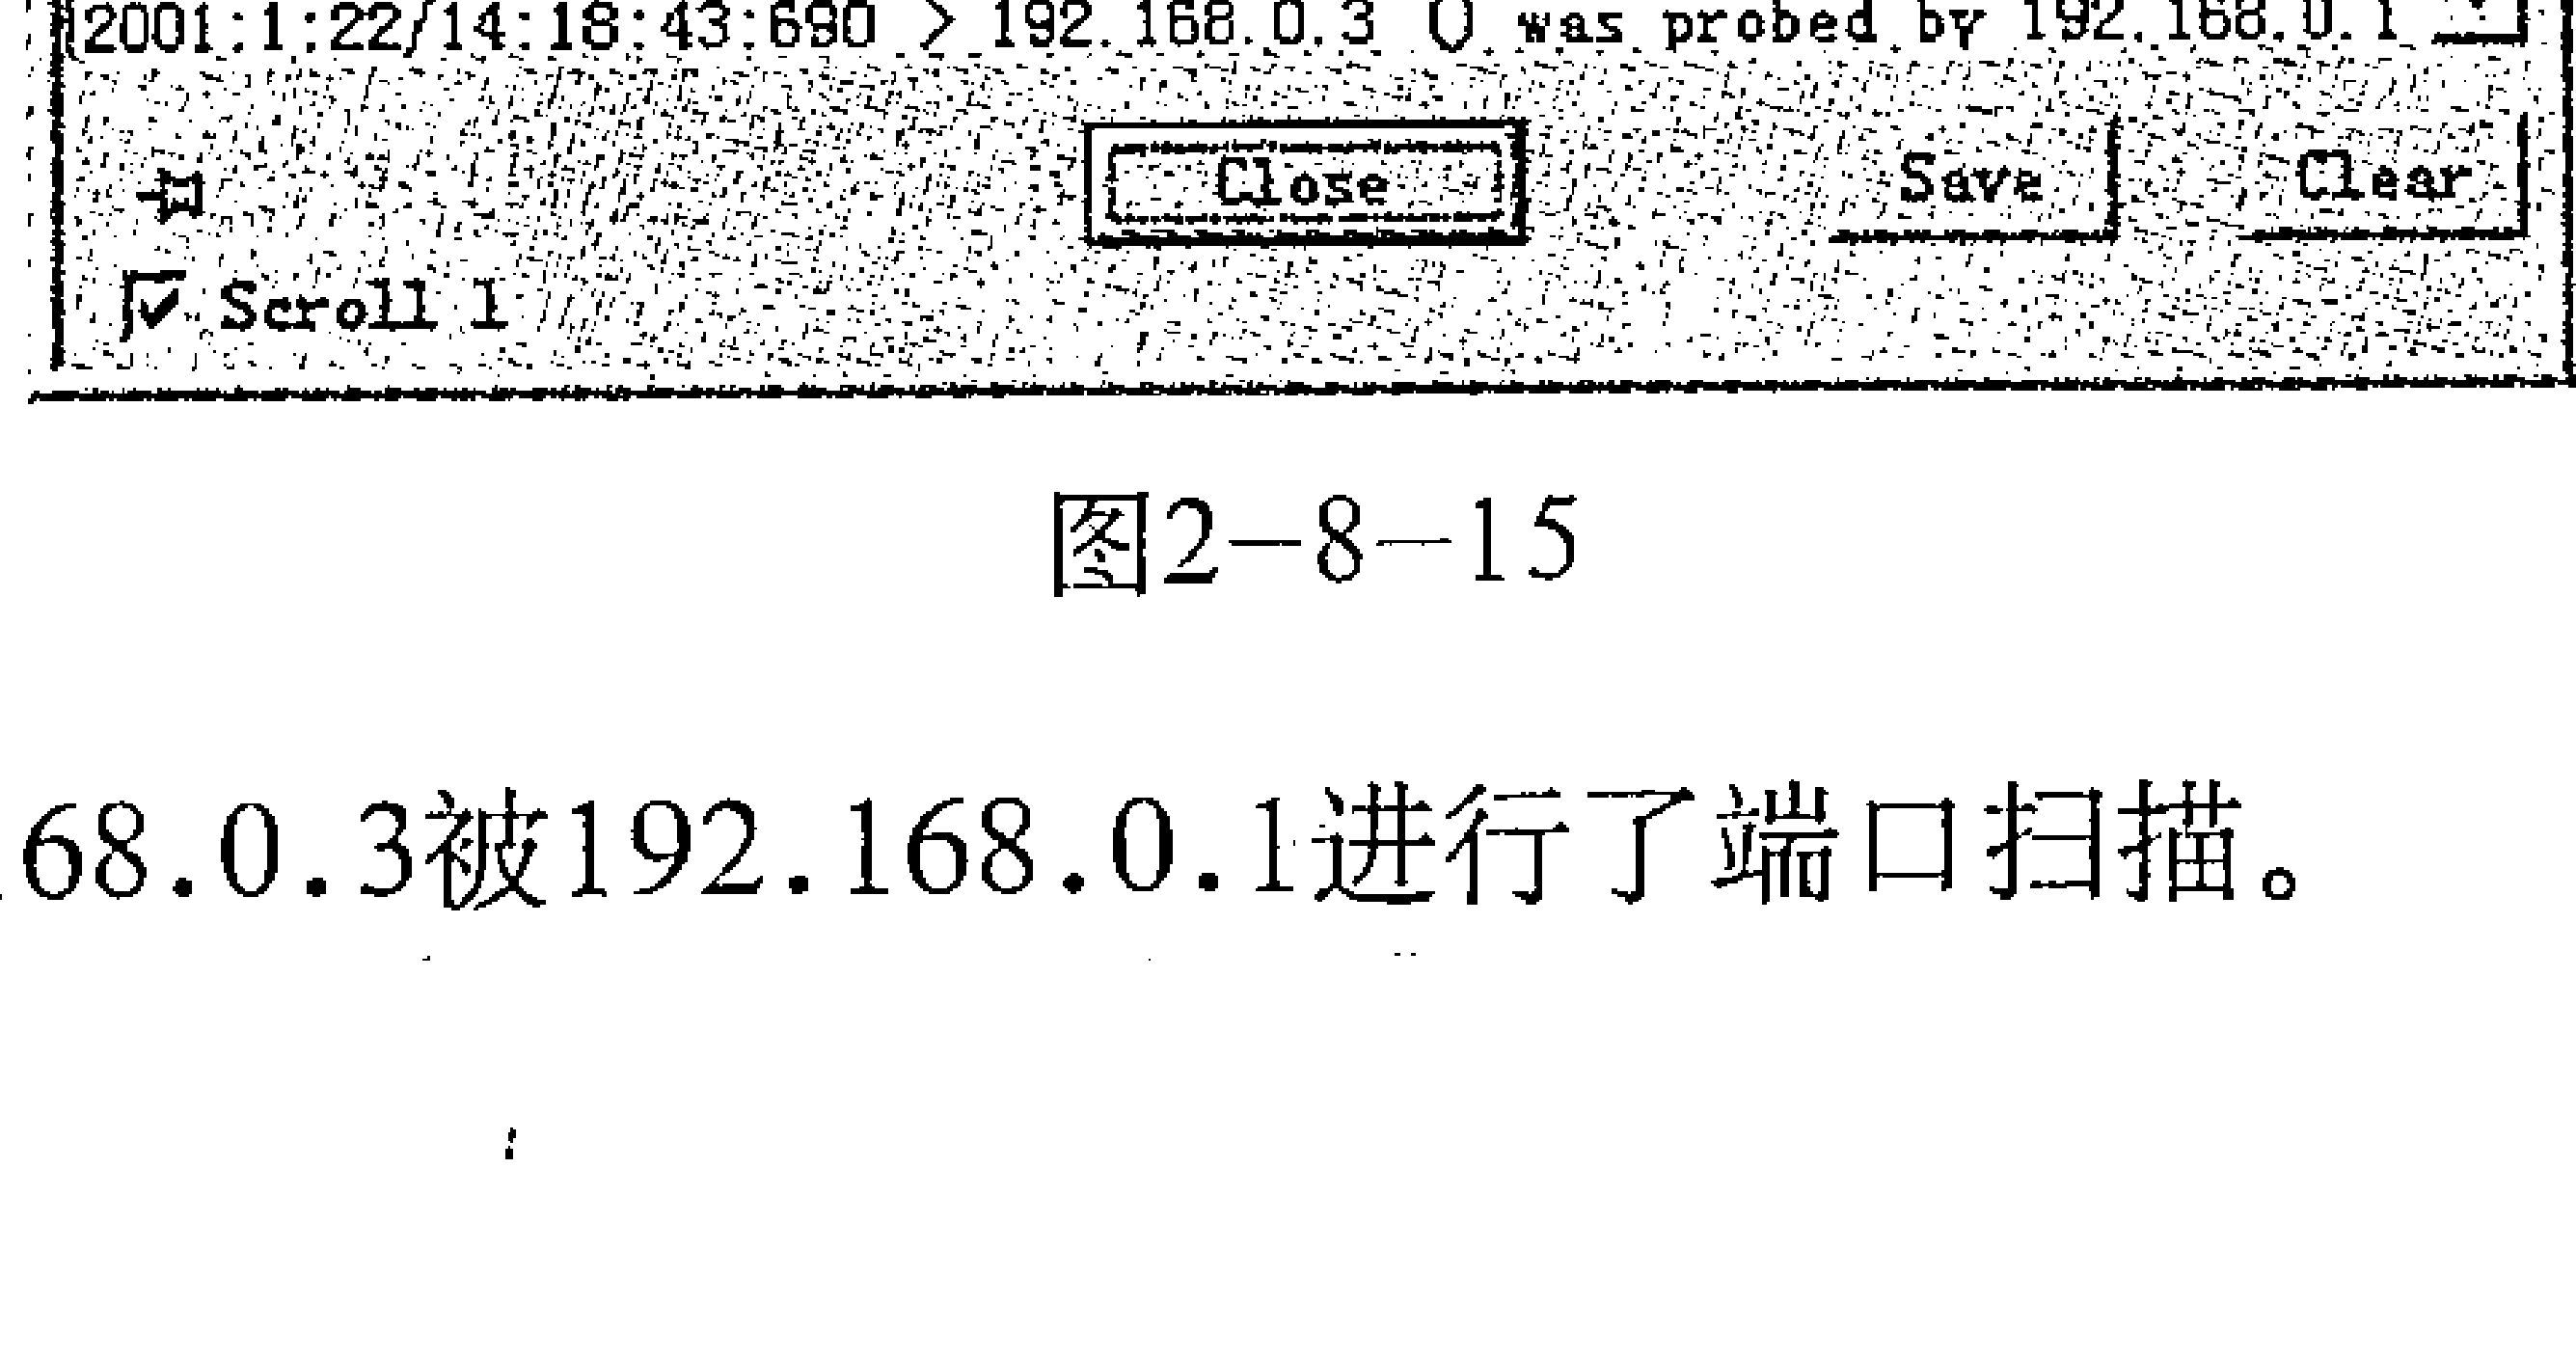 2001:1:22/14:18:43:690 > 192.168.0.3 () was probed by 192.168.0.1
Close Save Clear
Scroll l
图2-8-15
68.0.3被192.168.0.1进行了端口扫描。